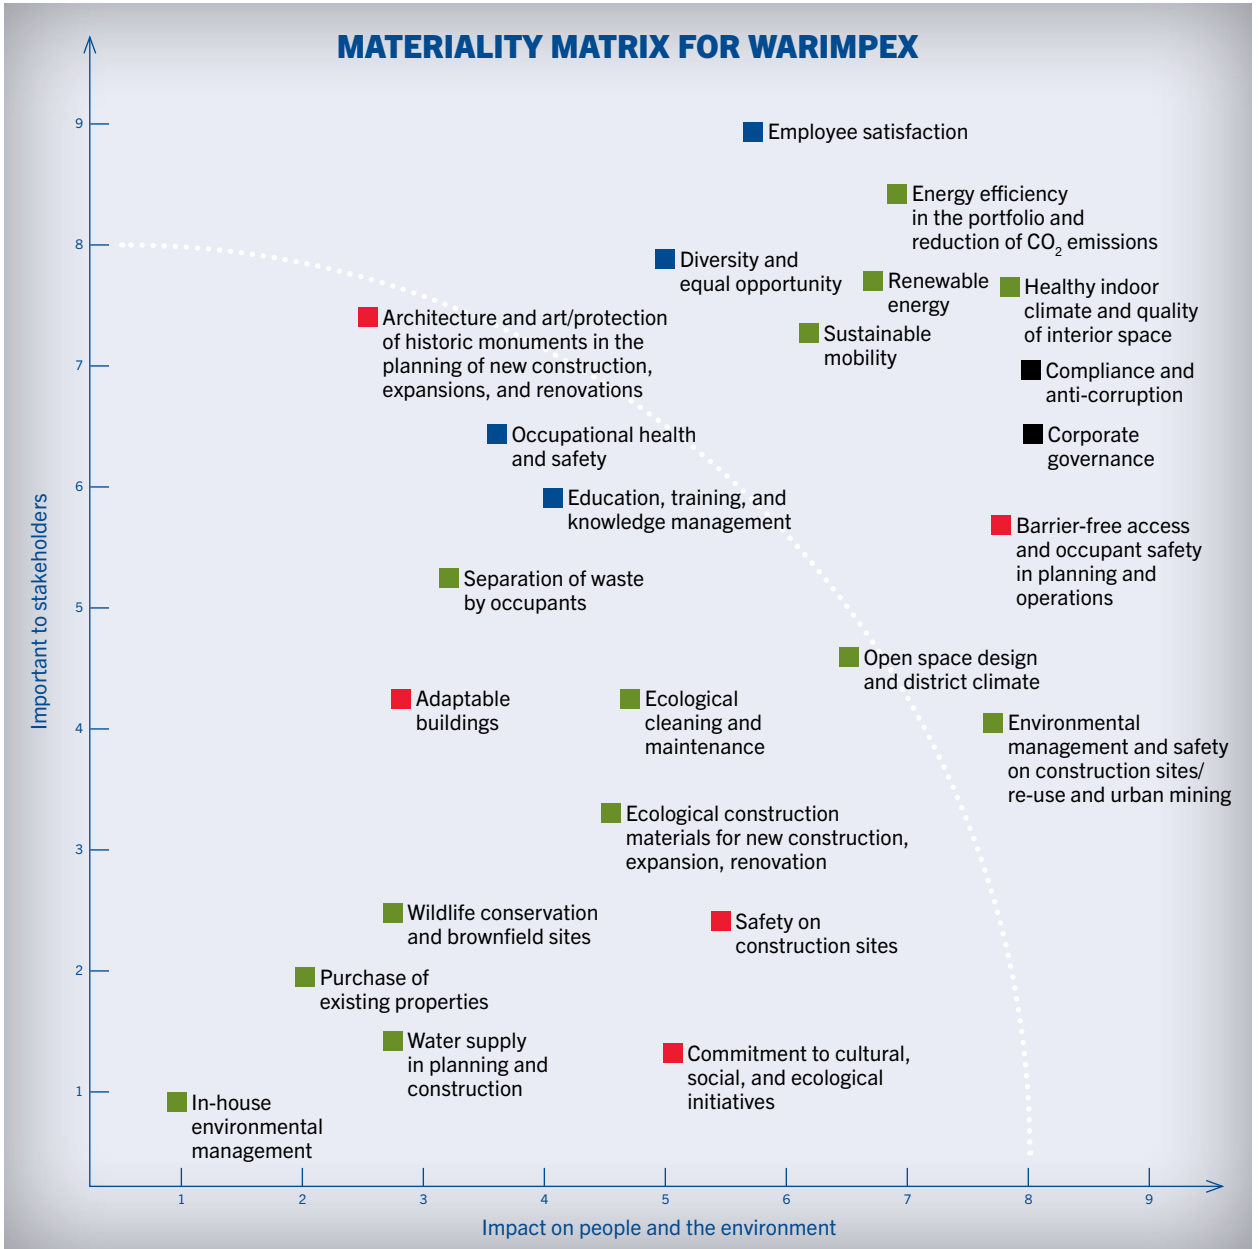 MATERIALITY MATRIX FOR WARIMPEX
9
Employee satisfaction
Energy efficiency
in the portfolio and
reduction of CO2 emissions
8
Diversity and
equal opportunity
Renewable
energy
Healthy indoor
climate and quality
of interior space
Architecture and art/protection
of historic monuments in the
planning of new construction,
expansions, and renovations
Sustainable
mobility
7
Compliance and
anti-corruption
Occupational health
and safety
Corporate
governance
6
Education, training, and
knowledge management
Barrier-free access
and occupant safety
in planning and
operations
Important to stakeholders
Separation of waste
by occupants
5
Open space design
and district climate
Adaptable
buildings
Ecological
cleaning and
maintenance
4
Environmental
management and safety
on construction sites/
re-use and urban mining
Ecological construction
materials for new construction,
expansion, renovation
3
Wildlife conservation
and brownfield sites
Safety on
construction sites
2
Purchase of
existing properties
Water supply
in planning and
construction
Commitment to cultural,
social, and ecological
initiatives
1
In-house
environmental
management
1 2 3 4 5 6 7 8 9
Impact on people and the environment